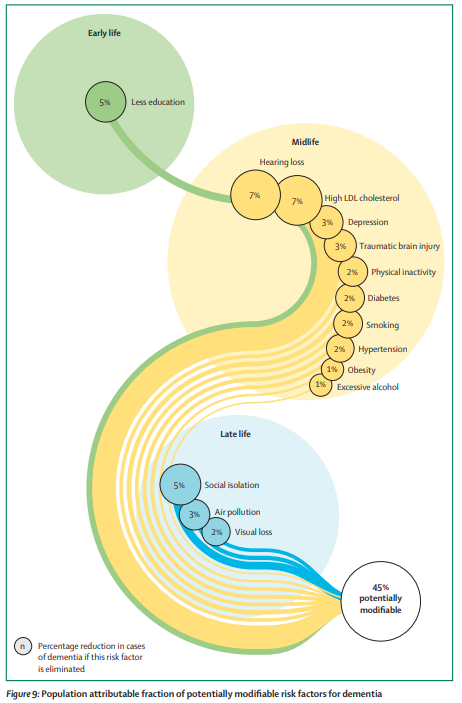 Early life
5%
Less education
Midlife
Hearing loss
7%
7%
High LDL cholesterol
3%
Depression
3%
Traumatic brain injury
2%
Physical inactivity
2%
Diabetes
2%
Smoking
2%
Hypertension
1%
Obesity
1%
Excessive alcohol
Late life
5%
Social isolation
3%
Air pollution
2%
Visual loss
45%
potentially
modifiable
n
Percentage reduction in cases
of dementia if this risk factor
is eliminated
Figure 9: Population attributable fraction of potentially modifiable risk factors for dementia